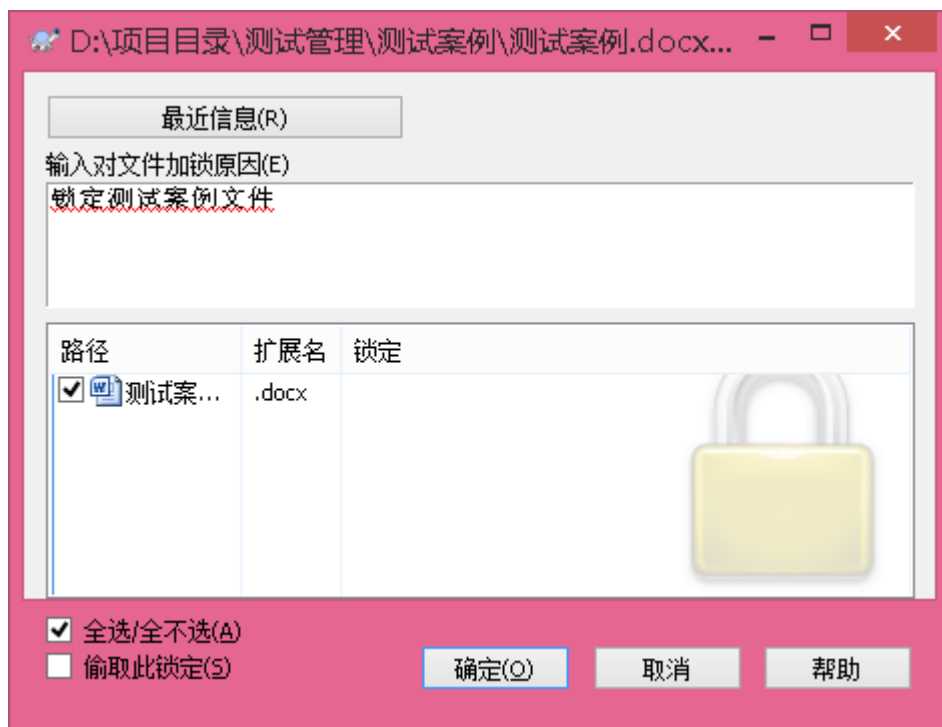 D:\项目目录\测试管理\测试案例\测试案例.docx...
最近信息(R)
输入对文件加锁原因(E)
锁定测试案例文件
路径 扩展名 锁定
测试案... .docx
全选/全不选(A)
偷取此锁定(S)
确定(O) 取消 帮助